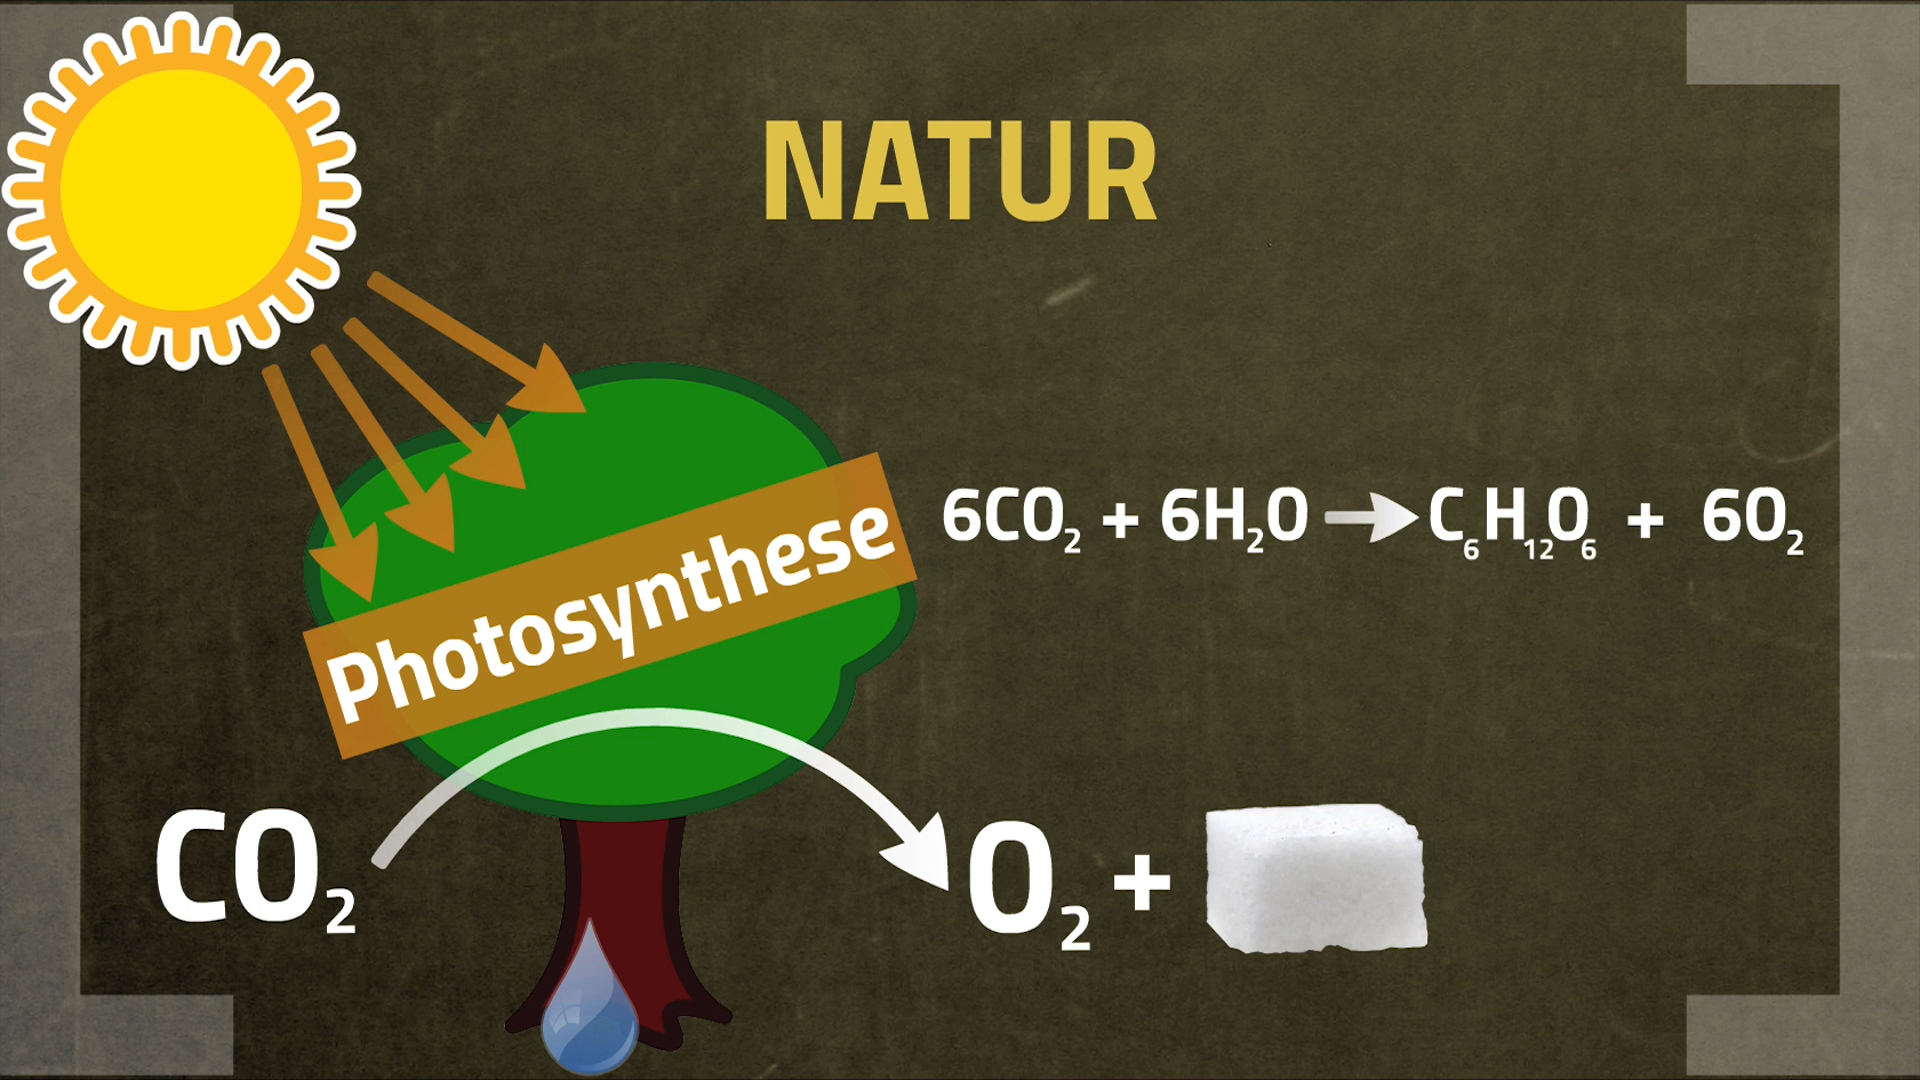 NATUR
6CO₂ + 6H₂O → C₆H₁₂O₆ + 6O₂
Photosynthese
CO₂
O₂ +